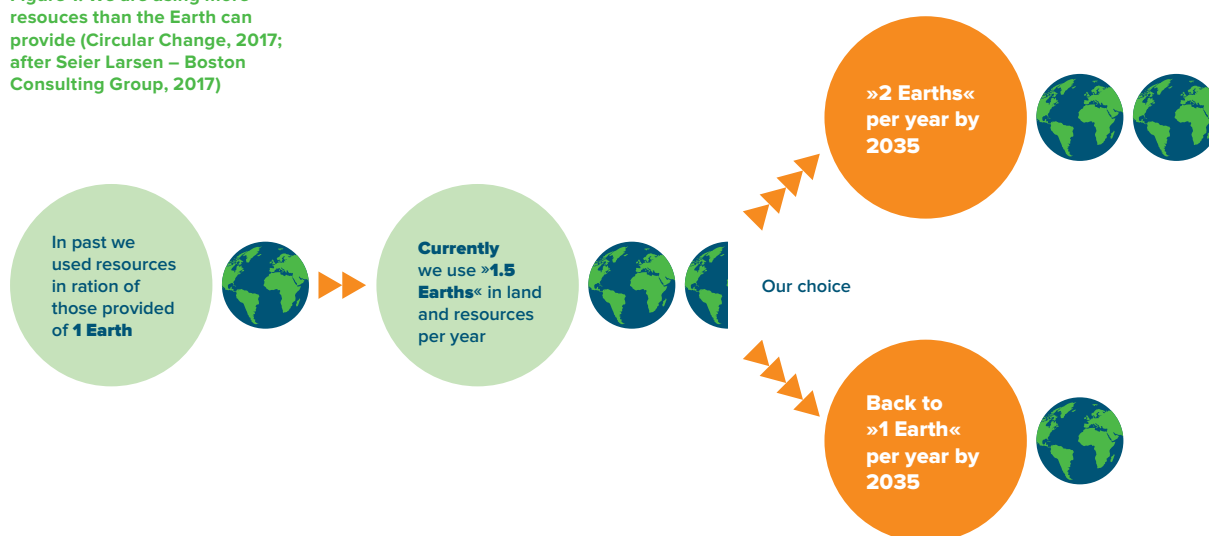 resouces than the Earth can
provide (Circular Change, 2017;
after Seier Larsen – Boston
Consulting Group, 2017)
In past we
used resources
in ration of
those provided
of 1 Earth
Currently
we use »1.5
Earths« in land
and resources
per year
Our choice
»2 Earths«
per year by
2035
Back to
»1 Earth«
per year by
2035